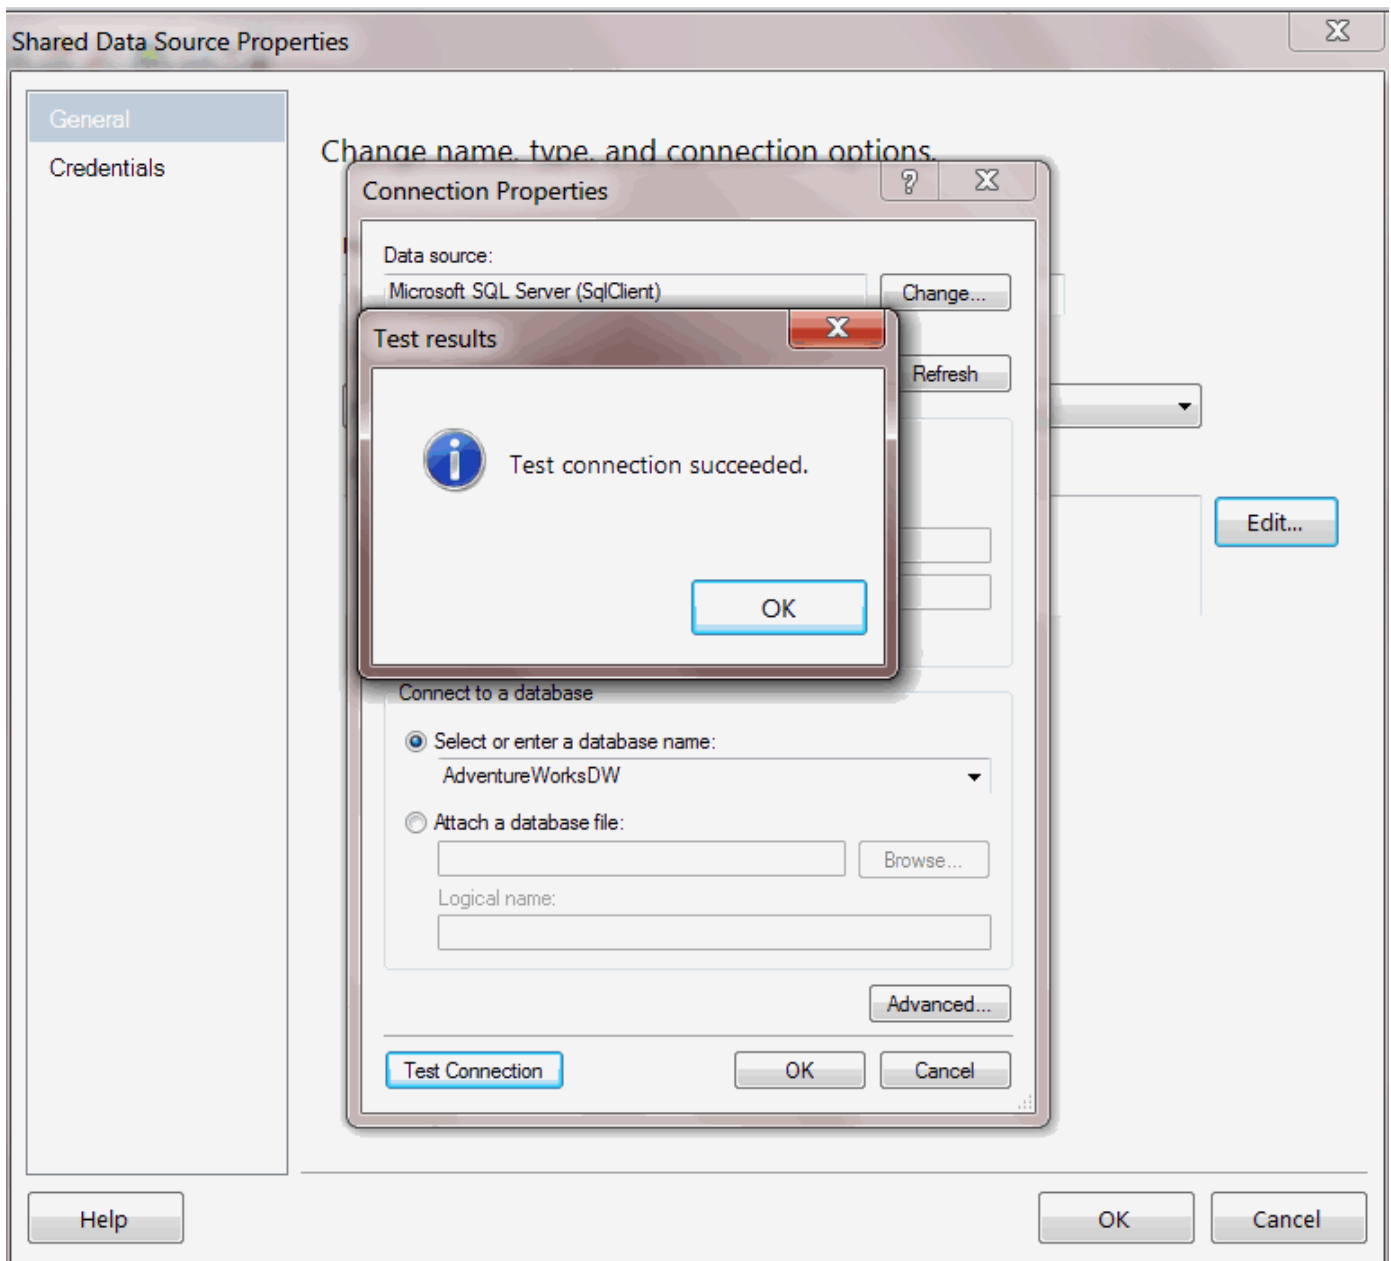 Shared Data Source Properties
General
Credentials
Change name, type, and connection options.
Connection Properties
Data source:
Microsoft SQL Server (SqlClient)
Change...
Refresh
Test results
Test connection succeeded.
OK
Edit...
Connect to a database
Select or enter a database name:
AdventureWorksDW
Attach a database file:
Browse...
Logical name:
Advanced...
Test Connection
OK
Cancel
Help
OK
Cancel